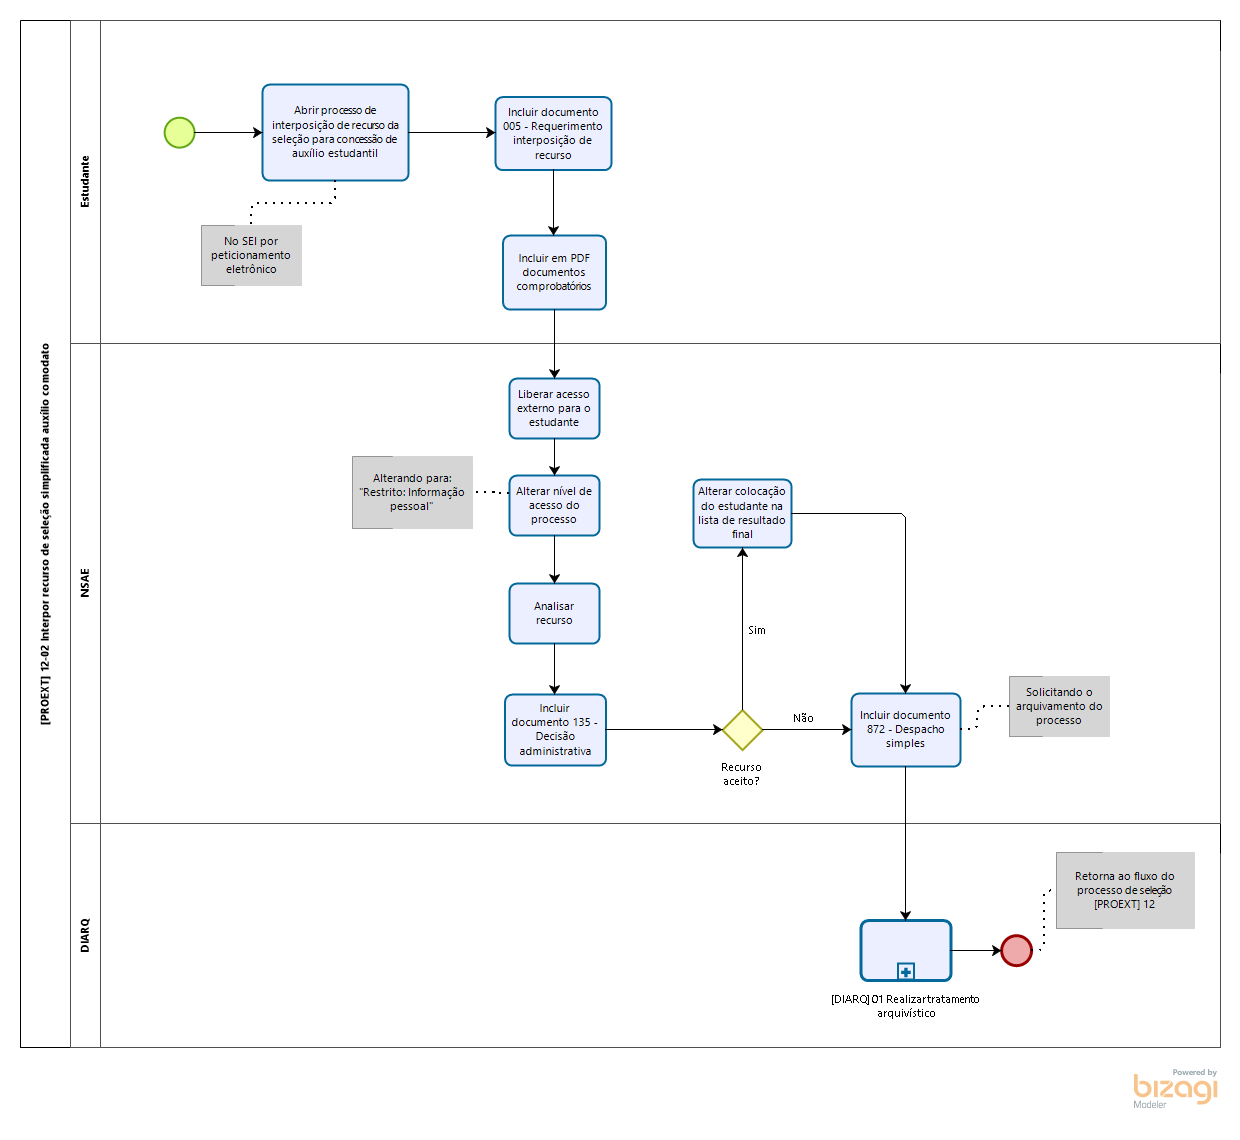 [PROEXT] 12-02 Interpor recurso de seleção simplificada auxílio comodato
Estudante
Abrir processo de
interposição de recurso da
seleção para concessão de
auxílio estudantil
Incluir documento
005 - Requerimento
interposição de
recurso
No SEI por
peticionamento
eletrônico
Incluir em PDF
documentos
comprobatórios
NSAE
Liberar acesso
externo para o
estudante
Alterando para:
"Restrito: Informação
pessoal"
Alterar nível de
acesso do
processo
Alterar colocação
do estudante na
lista de resultado
final
Analisar
recurso
Sim
Incluir
documento 135 -
Decisão
administrativa
Recurso
aceito?
Não
Incluir documento
872 - Despacho
simples
Solicitando o
arquivamento do
processo
DIARQ
Retorna ao fluxo do
processo de seleção
[PROEXT] 12
[DIARQ] 01 Realizar tratamento
arquivístico
Powered by
bizagi
Modeler